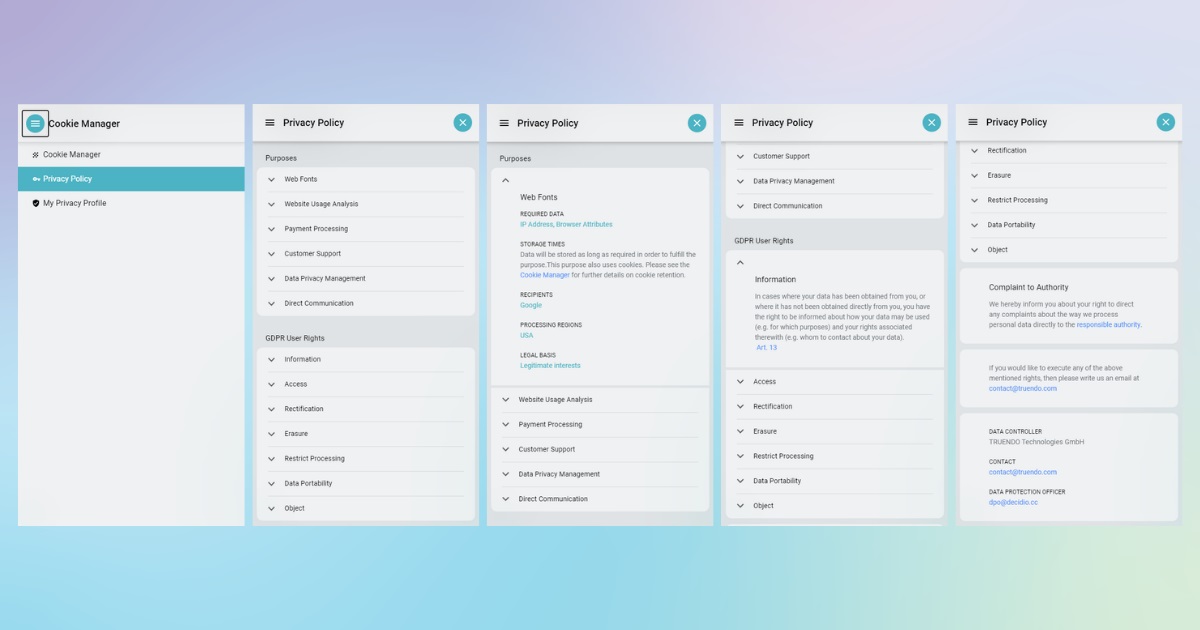 Cookie Manager
Cookie Manager
Privacy Policy
My Privacy Profile
Privacy Policy
Purposes
Web Fonts
Website Usage Analysis
Payment Processing
Customer Support
Data Privacy Management
Direct Communication
GDPR User Rights
Information
Access
Rectification
Erasure
Restrict Processing
Data Portability
Object
Privacy Policy
Purposes
Web Fonts
REQUIRED DATA
IP Address, Browser Attributes
STORAGE TIMES
Data will be stored as long as required in order to fulfill the
purpose.This purpose also uses cookies. Please see the
Cookie Manager for further details on cookie retention.
RECIPIENTS
Google
PROCESSING REGIONS
USA
LEGAL BASIS
Legitimate interests
Website Usage Analysis
Payment Processing
Customer Support
Data Privacy Management
Direct Communication
Privacy Policy
Customer Support
Data Privacy Management
Direct Communication
GDPR User Rights
Information
In cases where your data has been obtained from you, or
where it has not been obtained directly from you, you have
the right to be informed about how your data may be used
(e.g. for which purposes) and your rights associated
therewith (e.g. whom to contact about your data).
Art. 13
Access
Rectification
Erasure
Restrict Processing
Data Portability
Object
Privacy Policy
Rectification
Erasure
Restrict Processing
Data Portability
Object
Complaint to Authority
We hereby inform you about your right to direct
any complaints about the way we process
personal data directly to the responsible authority.
If you would like to execute any of the above
mentioned rights, then please write us an email at
contact@truendo.com
DATA CONTROLLER
TRUENDO Technologies GmbH
CONTACT
contact@truendo.com
DATA PROTECTION OFFICER
dpo@decidio.cc